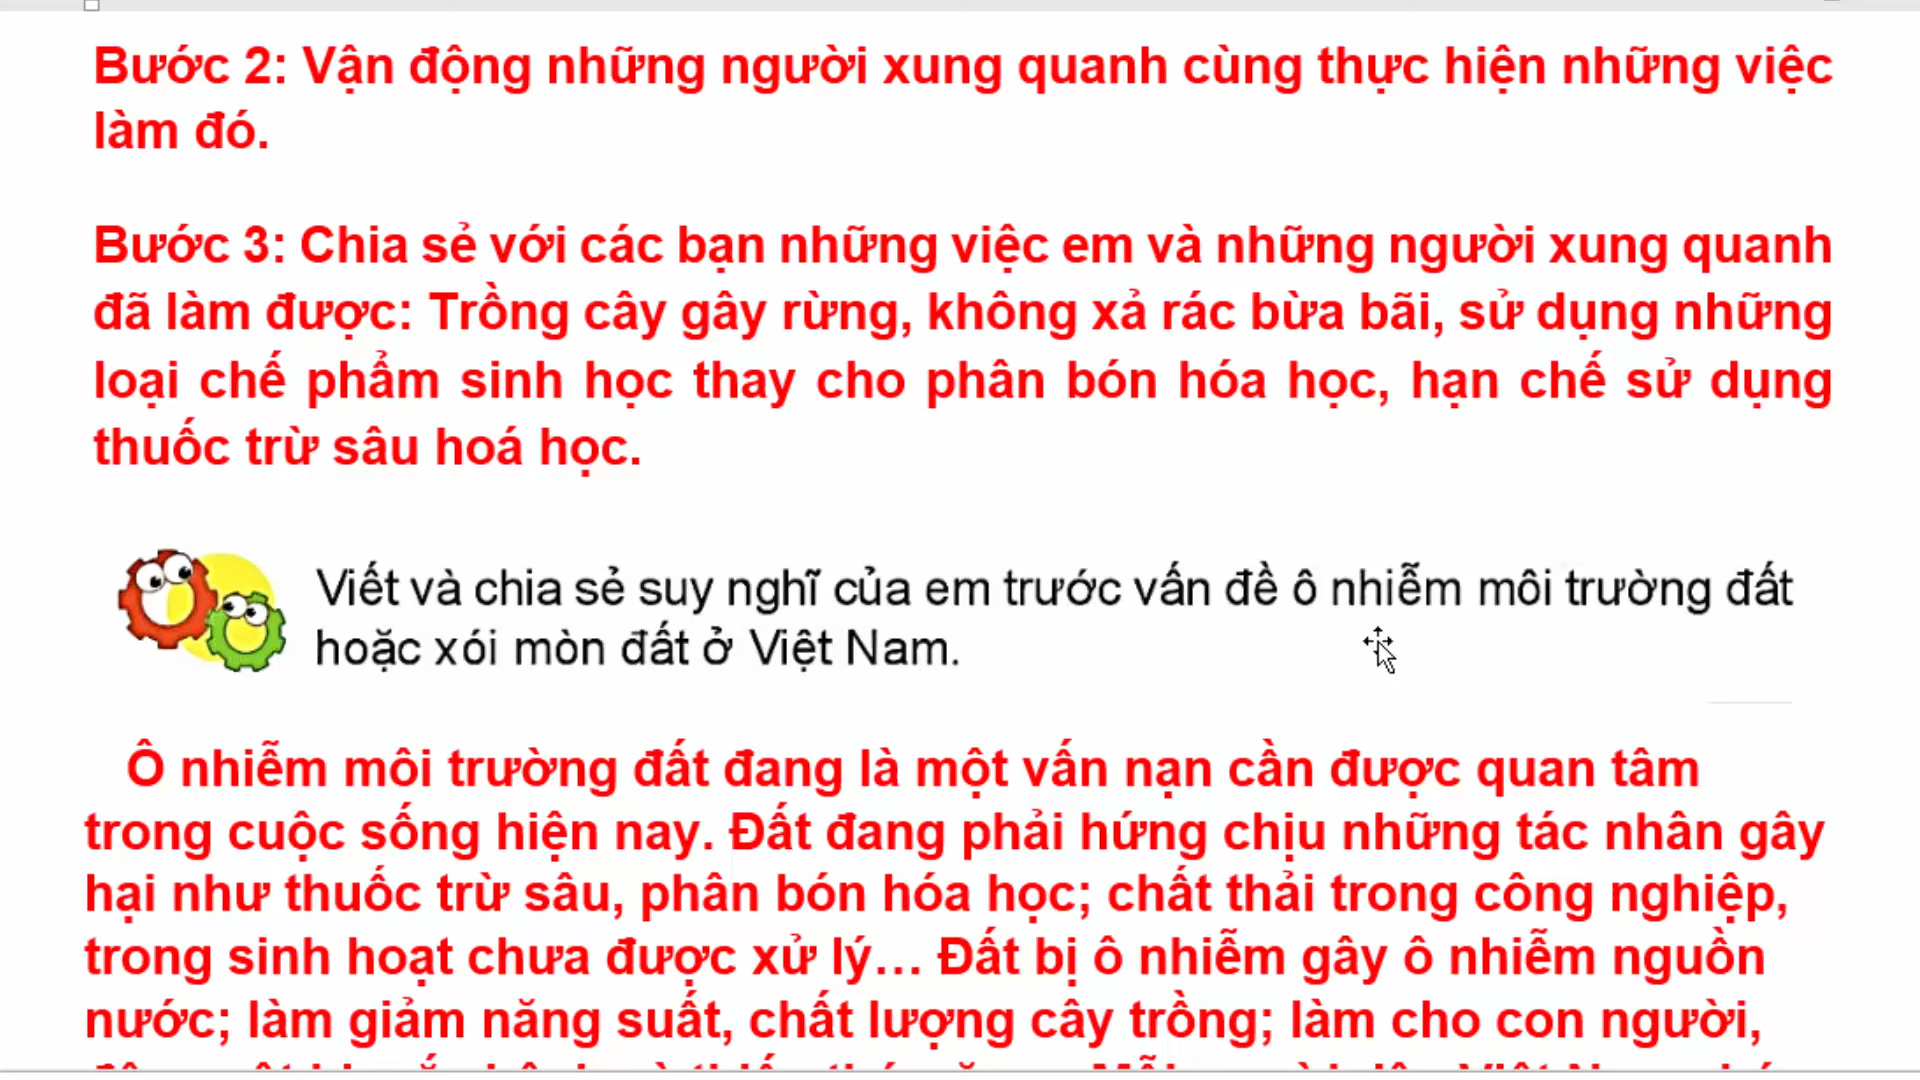 Bước 2: Vận động những người xung quanh cùng thực hiện những việc
làm đó.
Bước 3: Chia sẻ với các bạn những việc em và những người xung quanh
đã làm được: Trồng cây gây rừng, không xả rác bừa bãi, sử dụng những
loại chế phẩm sinh học thay cho phân bón hóa học, hạn chế sử dụng
thuốc trừ sâu hoá học.
Viết và chia sẻ suy nghĩ của em trước vấn đề ô nhiễm môi trường đất
hoặc xói mòn đất ở Việt Nam.
Ô nhiễm môi trường đất đang là một vấn nạn cần được quan tâm
trong cuộc sống hiện nay. Đất đang phải hứng chịu những tác nhân gây
hại như thuốc trừ sâu, phân bón hóa học; chất thải trong công nghiệp,
trong sinh hoạt chưa được xử lý... Đất bị ô nhiễm gây ô nhiễm nguồn
nước; làm giảm năng suất, chất lượng cây trồng; làm cho con người,